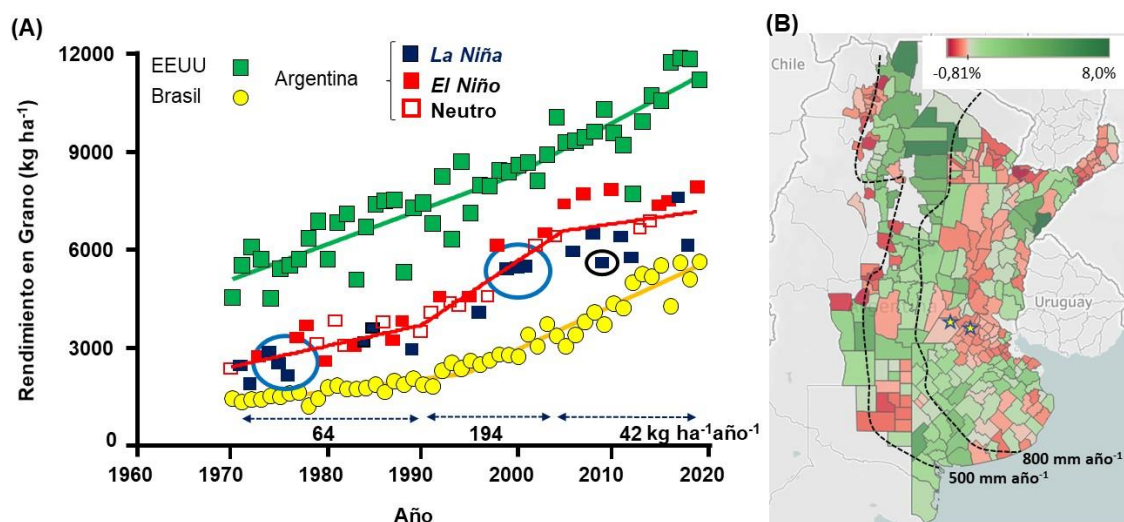 (A)
12000
9000
6000
3000
0
Rendimiento en Grano (kg ha-1)
EEUU
Brasil
Argentina
La Niña
El Niño
Neutro
64
194
42 kg ha-1año-1
1960
1970
1980
1990
2000
2010
2020
Año
(B)
-0,81%
8,0%
Chile
Uruguay
800 mm año-1
500 mm año-1